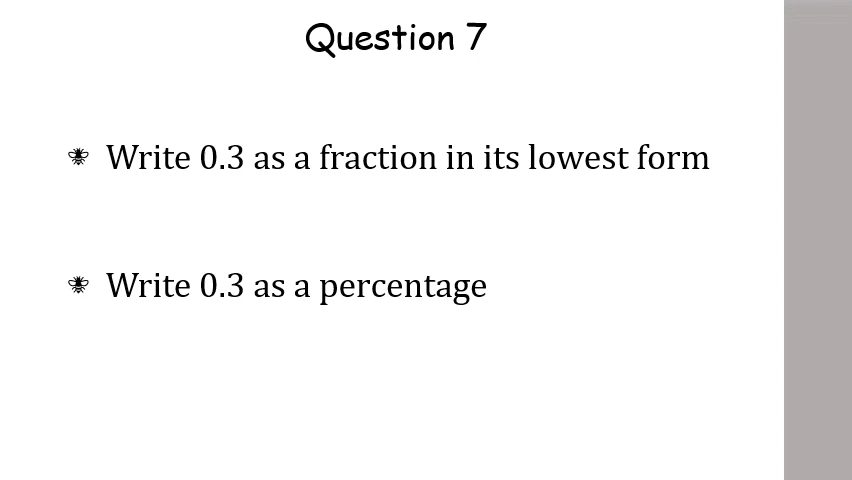 Question 7
Write 0.3 as a fraction in its lowest form
Write 0.3 as a percentage